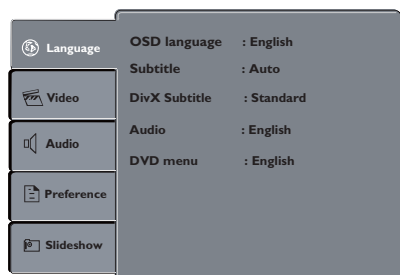 Language
Video
Audio
Preference
Slideshow
OSD language : English
Subtitle : Auto
DivX Subtitle : Standard
Audio : English
DVD menu : English